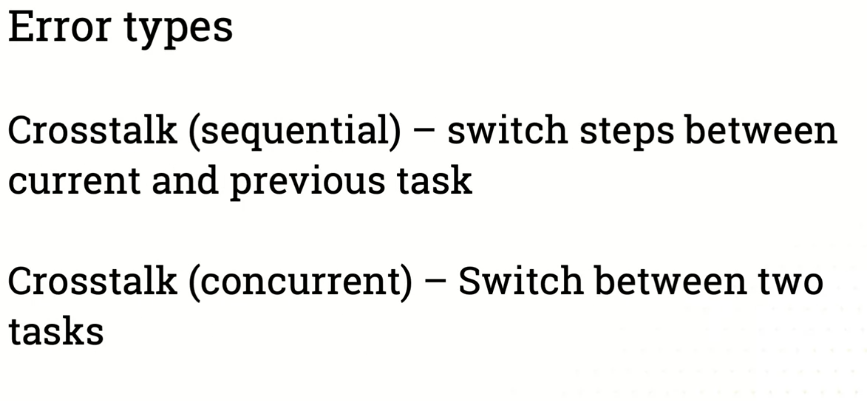 Error types
Crosstalk (sequential) – switch steps between
current and previous task
Crosstalk (concurrent) – Switch between two
tasks